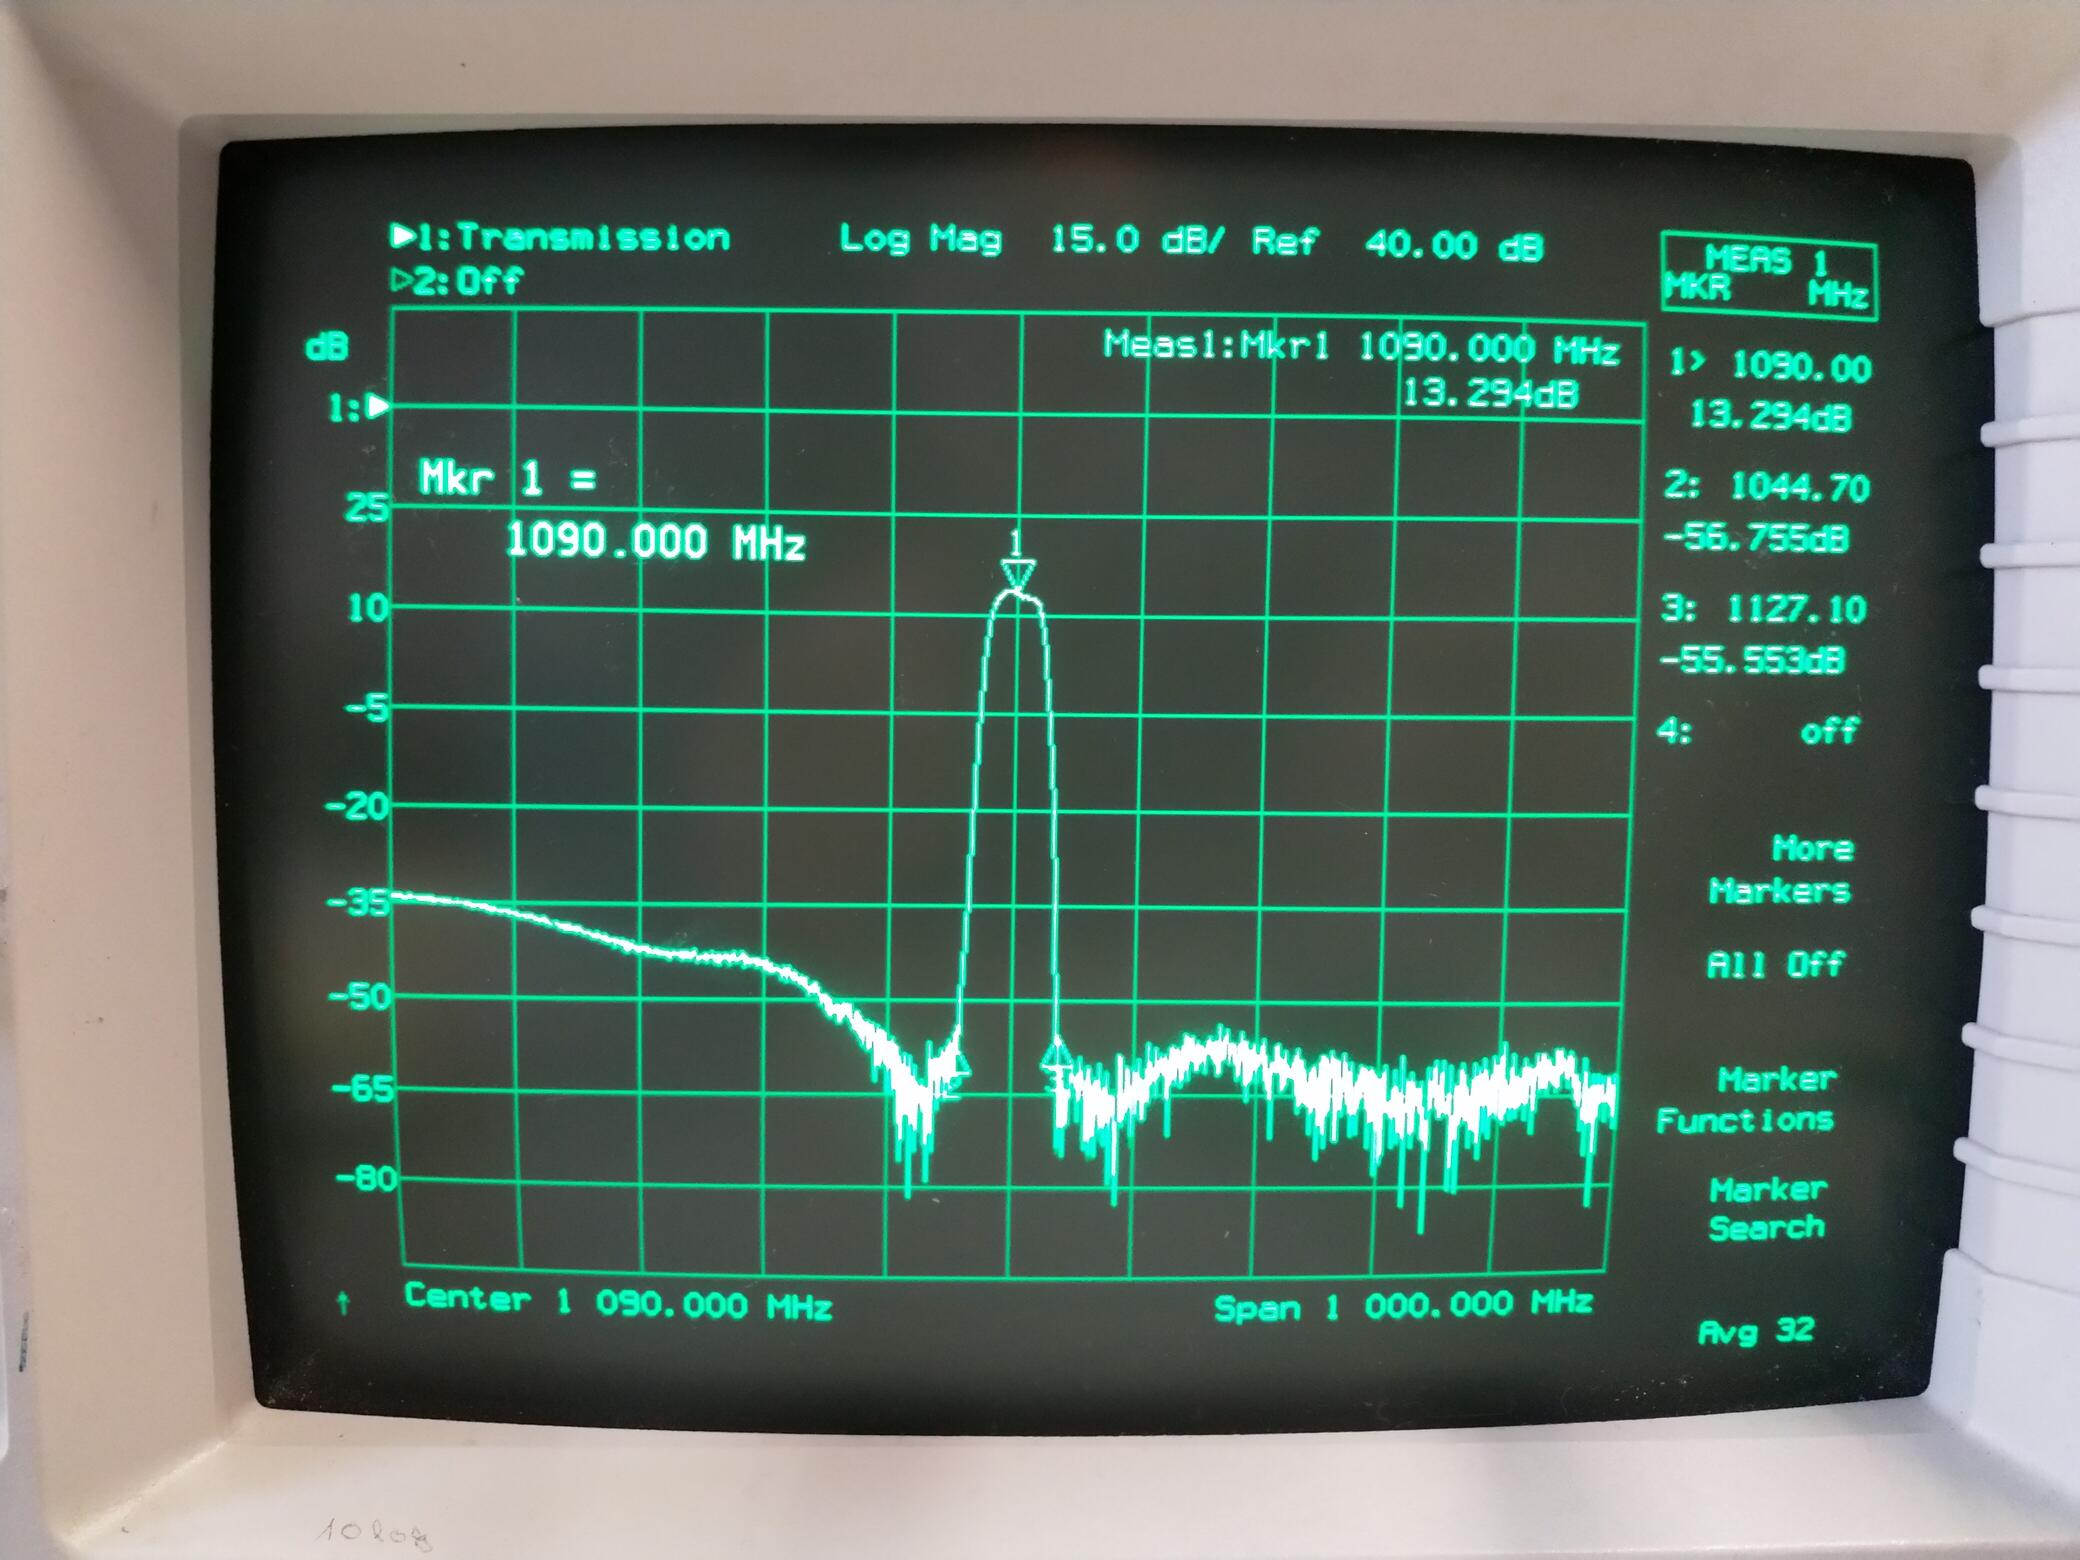 ▶1:Transmission Log Mag 15.0 dB/ Ref 40.00 dB
▷2:Off
MEAS 1
MKR MHz
dB
Meas1:Mkr1 1090.000 MHz
13.294dB
1> 1090.00
13.294dB
1:▶
Mkr 1 =
1090.000 MHz
25
2: 1044.70
-56.755dB
1
10
3: 1127.10
-55.553dB
-5
4: off
-20
More
Markers
-35
All Off
-50
Marker
Functions
-65
2
3
Marker
Search
-80
↑
Center 1 090.000 MHz Span 1 000.000 MHz
Avg 32